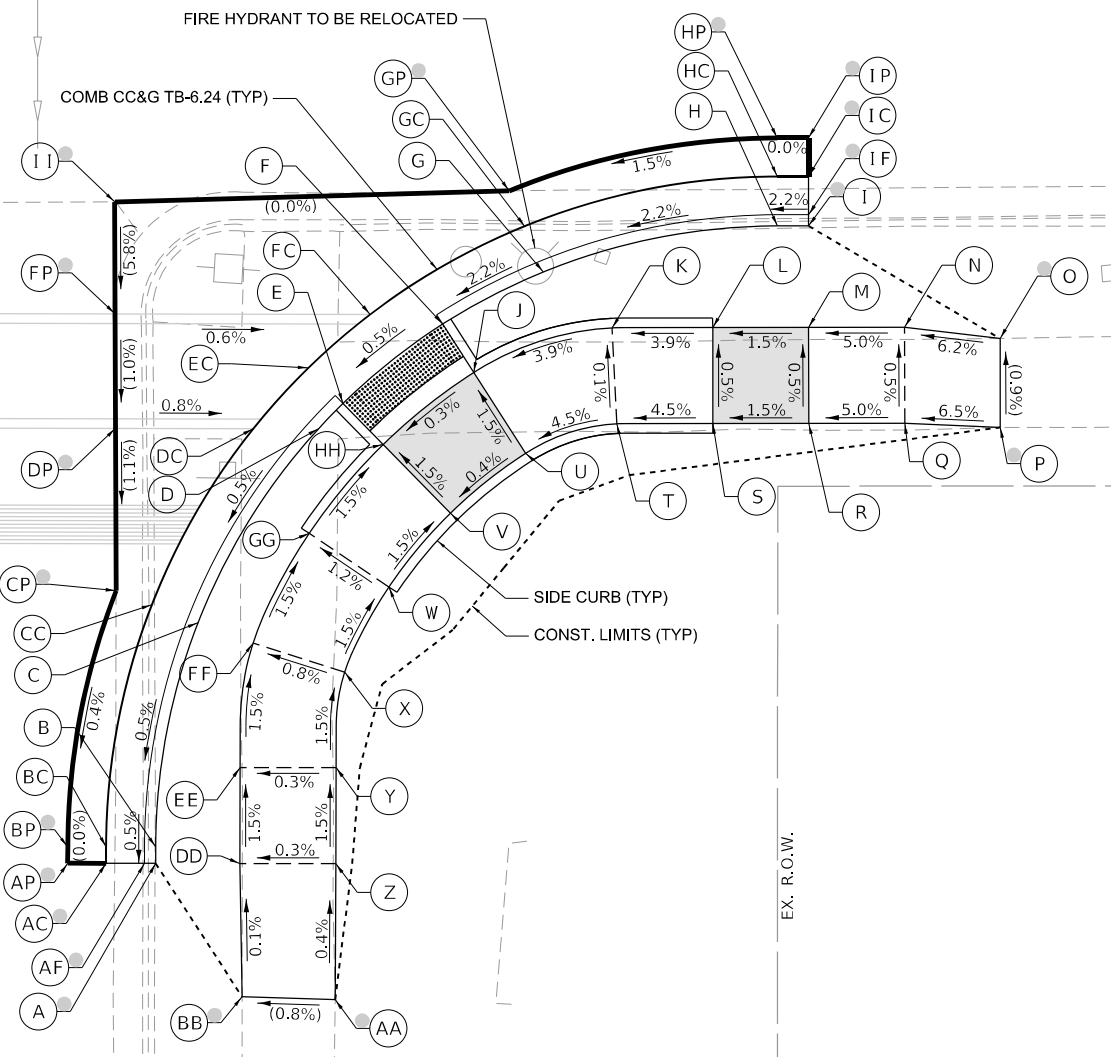 FIRE HYDRANT TO BE RELOCATED
HP
GP
HC
IP
COMB CC&G TB-6.24 (TYP)
GC
H
IC
II
F
G
0.0%
1.5%
IF
I
(0.0%)
2.2%
2.2%
(5.8%)
FC
K
L
N
O
FP
E
2.2%
J
M
0.6%
0.5%
3.9%
3.9%
1.5%
5.0%
6.2%
EC
(1.0%)
0.1%
0.5%
0.5%
0.5%
(0.9%)
0.8%
0.3%
1.5%
4.5%
4.5%
1.5%
5.0%
6.5%
DC
HH
DP
(1.1%)
D
0.5%
1.5%
0.4%
U
Q
P
1.5%
T
S
R
GG
V
1.5%
CP
1.2%
SIDE CURB (TYP)
CC
1.5%
W
1.5%
CONST. LIMITS (TYP)
C
FF
0.8%
X
B
0.4%
0.5%
1.5%
1.5%
BC
EE
0.3%
Y
BP
(0.0%)
0.5%
1.5%
1.5%
DD
0.3%
Z
AP
EX. R.O.W.
AC
0.1%
0.4%
AF
A
BB
(0.8%)
AA